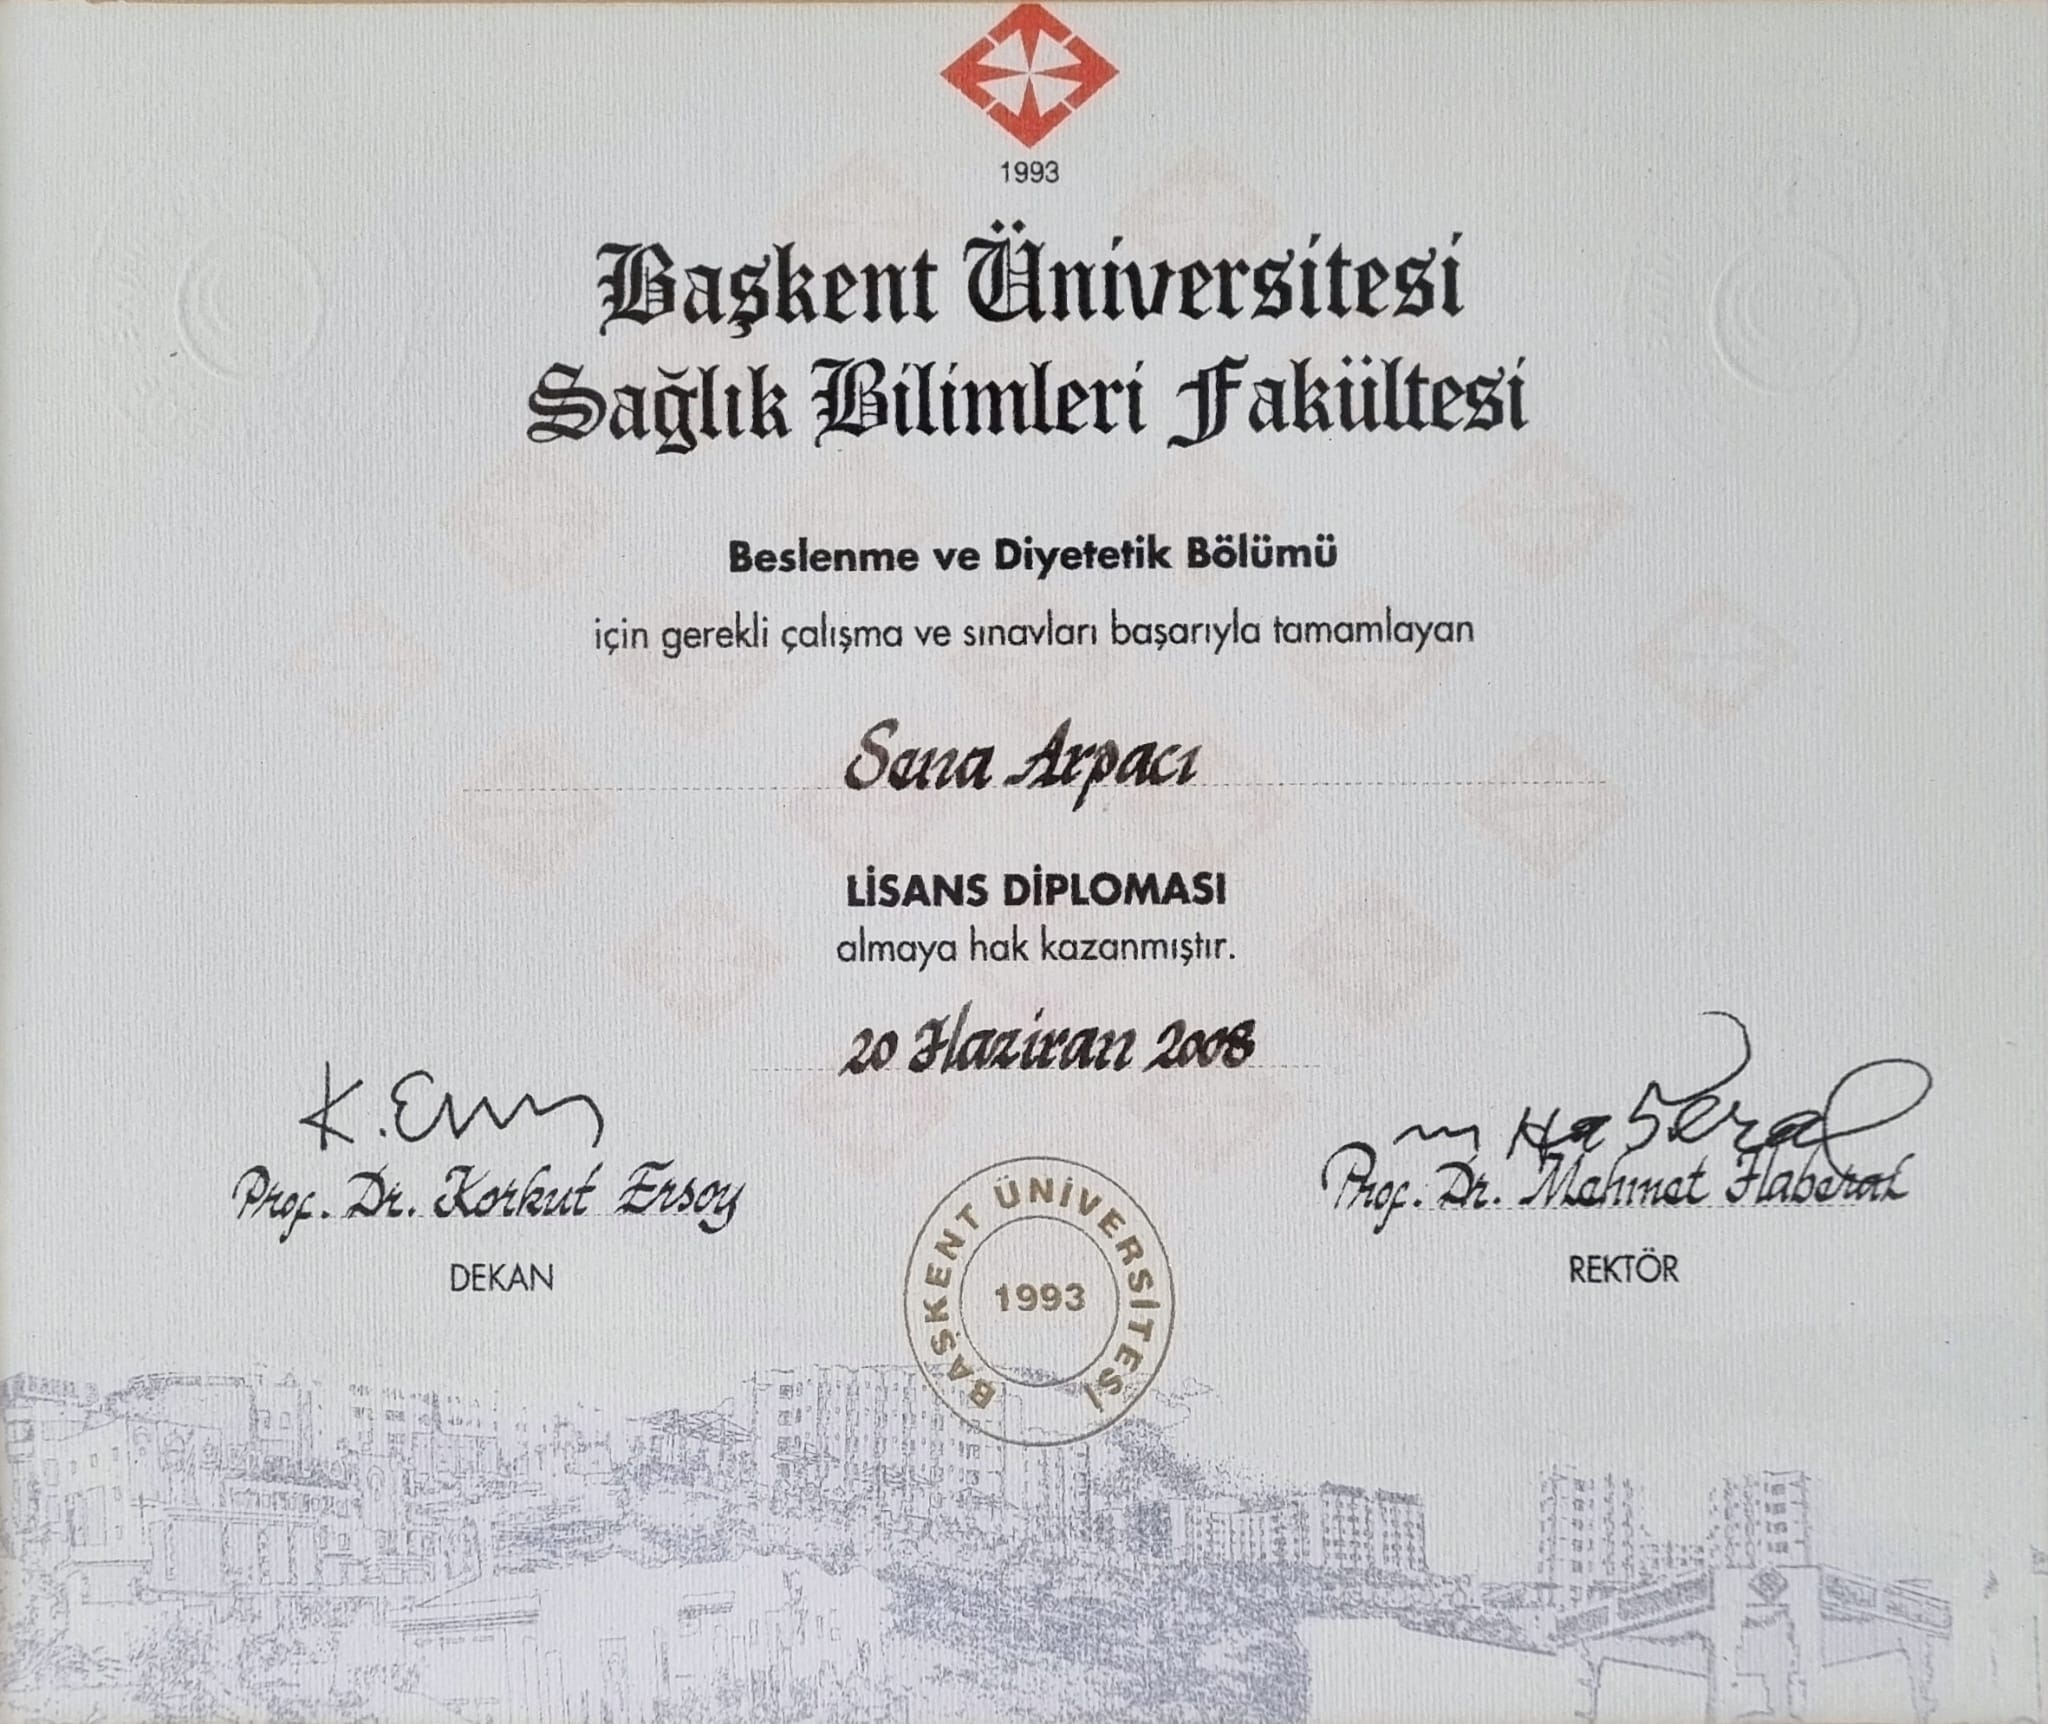 1993
Başkent Üniversitesi
Sağlık Bilimleri Fakültesi
Beslenme ve Diyetetik Bölümü
için gerekli çalışma ve sınavları başarıyla tamamlayan
Sena Arpacı
LİSANS DİPLOMASI
almaya hak kazanmıştır.
20 Haziran 2008
K. Ersoy
Prof. Dr. Korkut Ersoy
DEKAN
m Haberal
Prof. Dr. Mehmet Haberal
REKTÖR
BAŞKENT ÜNİVERSİTESİ
1993